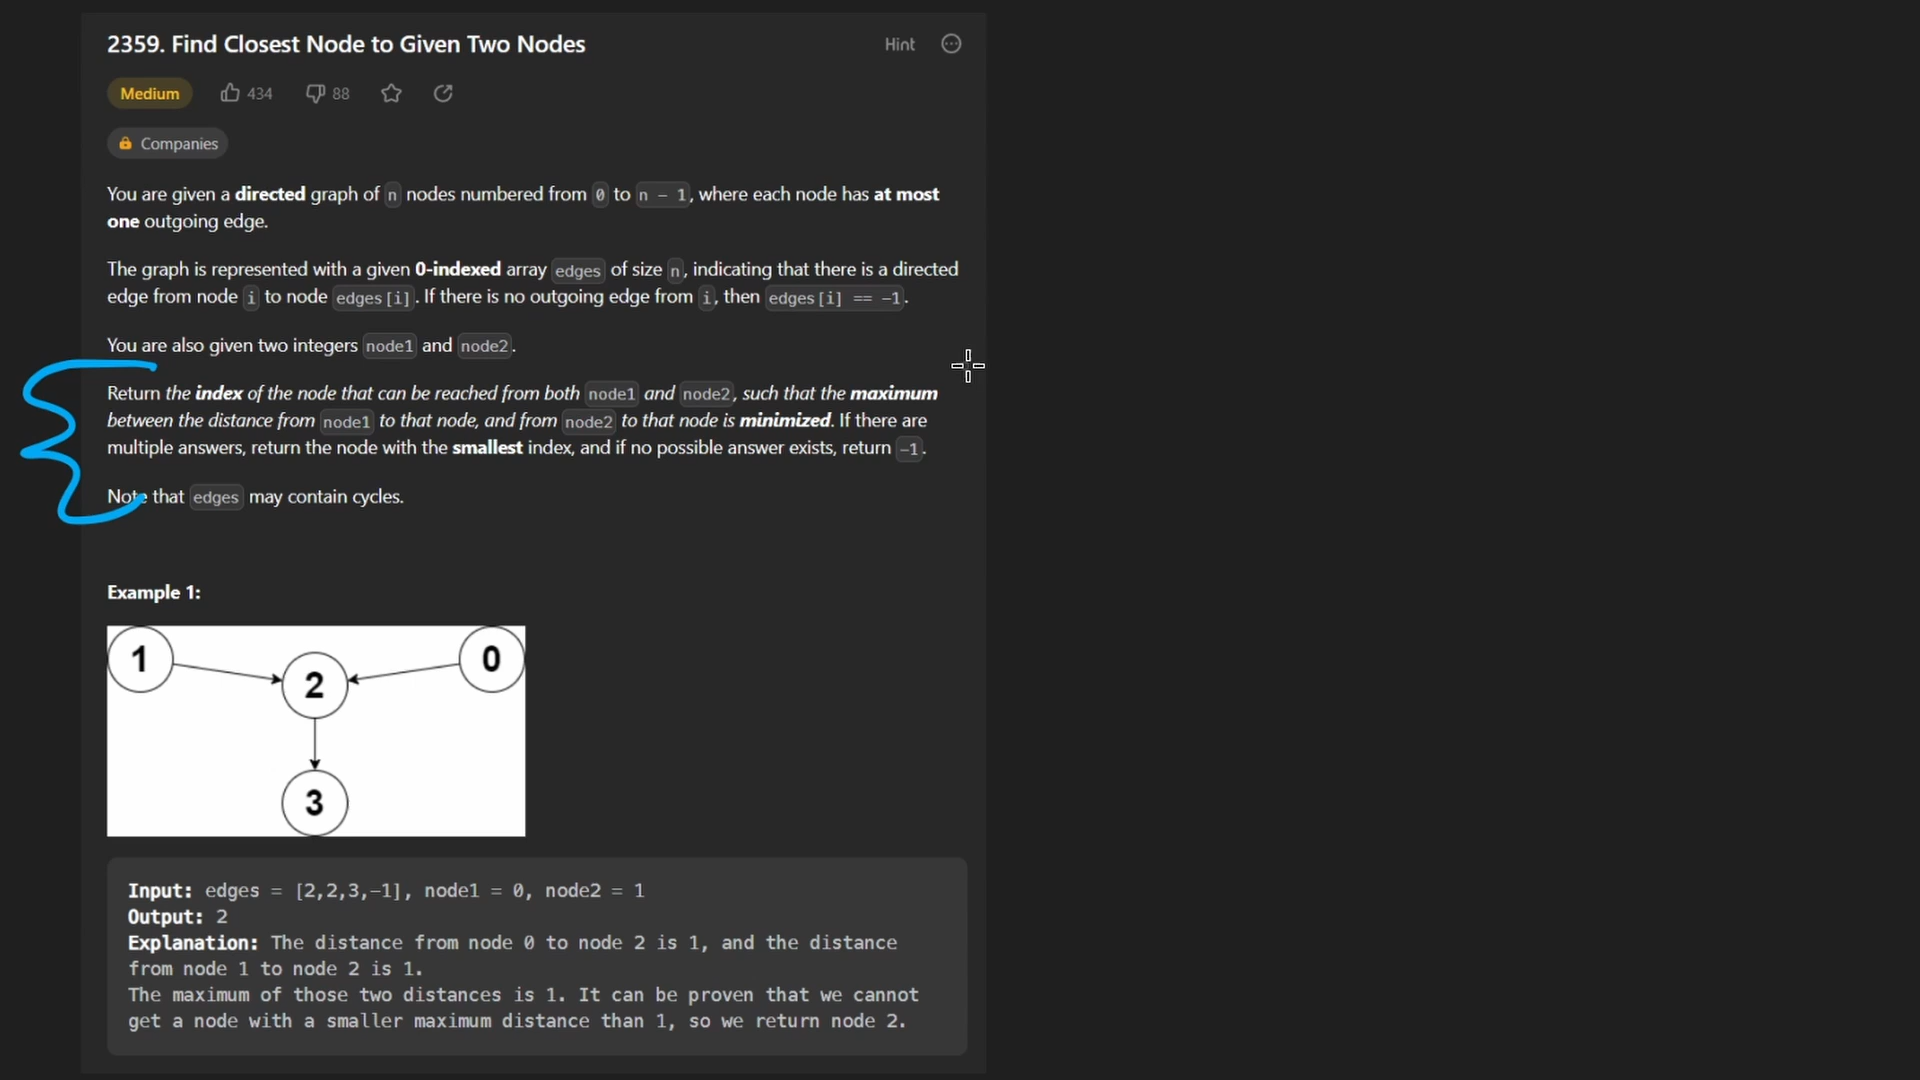 2359. Find Closest Node to Given Two Nodes
Hint
Medium 434 88
Companies
You are given a directed graph of n nodes numbered from 0 to n - 1, where each node has at most
one outgoing edge.
The graph is represented with a given 0-indexed array edges of size n, indicating that there is a directed
edge from node i to node edges[i]. If there is no outgoing edge from i, then edges[i] == -1.
You are also given two integers node1 and node2.
Return the index of the node that can be reached from both node1 and node2, such that the maximum
between the distance from node1 to that node, and from node2 to that node is minimized. If there are
multiple answers, return the node with the smallest index, and if no possible answer exists, return -1.
Note that edges may contain cycles.
Example 1:
1
0
2
3
Input: edges = [2,2,3,-1], node1 = 0, node2 = 1
Output: 2
Explanation: The distance from node 0 to node 2 is 1, and the distance
from node 1 to node 2 is 1.
The maximum of those two distances is 1. It can be proven that we cannot
get a node with a smaller maximum distance than 1, so we return node 2.